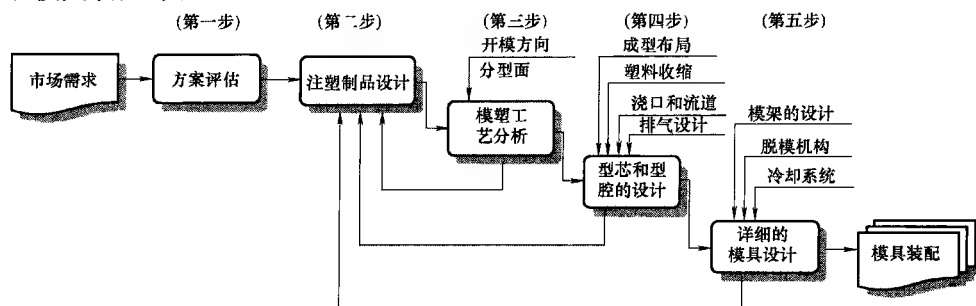 (第一步)
(第二步)
(第三步)
(第四步)
(第五步)
市场需求
方案评估
注塑制品设计
开模方向
分型面
模塑工
艺分析
成型布局
塑料收缩
浇口和流道
排气设计
型芯和型
腔的设计
模架的设计
脱模机构
冷却系统
详细的
模具设计
模具装配